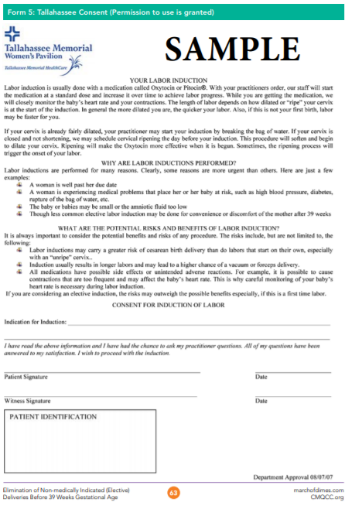 Form 5: Tallahassee Consent (Permission to use is granted)
Tallahassee Memorial
Women's Pavilion
Tallahassee Memorial HealthCare
SAMPLE
YOUR LABOR INDUCTION
Labor induction is usually done with a medication called Oxytocin or Pitocin®. With your practitioners order, our staff will start
the medication at a standard dose and increase it over time to achieve labor progress. While you are getting the medication, we
will closely monitor the baby's heart rate and your contractions. The length of labor depends on how dilated or "ripe" your cervix
is at the start of the induction. In general the more dilated you are, the quicker your labor. Also, if this is not your first birth, labor
may be faster for you.
If your cervix is already fairly dilated, your practitioner may start your induction by breaking the bag of water. If your cervix is
closed and not shortening, we may schedule cervical ripening the day before your induction. This procedure will soften and begin
to dilate your cervix. Ripening will make the Oxytocin more effective when it is begun. Sometimes, the ripening process will
trigger the onset of your labor.
WHY ARE LABOR INDUCTIONS PERFORMED?
Labor inductions are performed for many reasons. Clearly, some reasons are more urgent than others. Here are just a few
examples:
A woman is well past her due date
A woman is experiencing medical problems that place her or her baby at risk, such as high blood pressure, diabetes,
rupture of the bag of water, etc.
The baby or babies may be small or the amniotic fluid too low
Though less common elective labor induction may be done for convenience or discomfort of the mother after 39 weeks
WHAT ARE THE POTENTIAL RISKS AND BENEFITS OF LABOR INDUCTION?
It is always important to consider the potential benefits and risks of any procedure. The risks include, but are not limited to, the
following:
Labor inductions may carry a greater risk of cesarean birth delivery than do labors that start on their own, especially
with an "unripe" cervix..
Induction usually results in longer labors and may lead to a higher chance of a vacuum or forceps delivery.
All medications have possible side effects or unintended adverse reactions. For example, it is possible to cause
contractions that are too frequent and may affect the baby's heart rate. This is why careful monitoring of your baby's
heart rate is necessary during labor induction.
If you are considering an elective induction, the risks may outweigh the possible benefits especially, if this is a first time labor.
CONSENT FOR INDUCTION OF LABOR
Indication for Induction:
I have read the above information and I have had the chance to ask my practitioner questions. All of my questions have been
answered to my satisfaction. I wish to proceed with the induction
Patient Signature Date
Witness Signature Date
PATIENT IDENTIFICATION
Department Approval 08/07/07
Elimination of Non-medically Indicated (Elective)
Deliveries Before 39 Weeks Gestational Age
63
marchofdimes.com
CMQCC.org